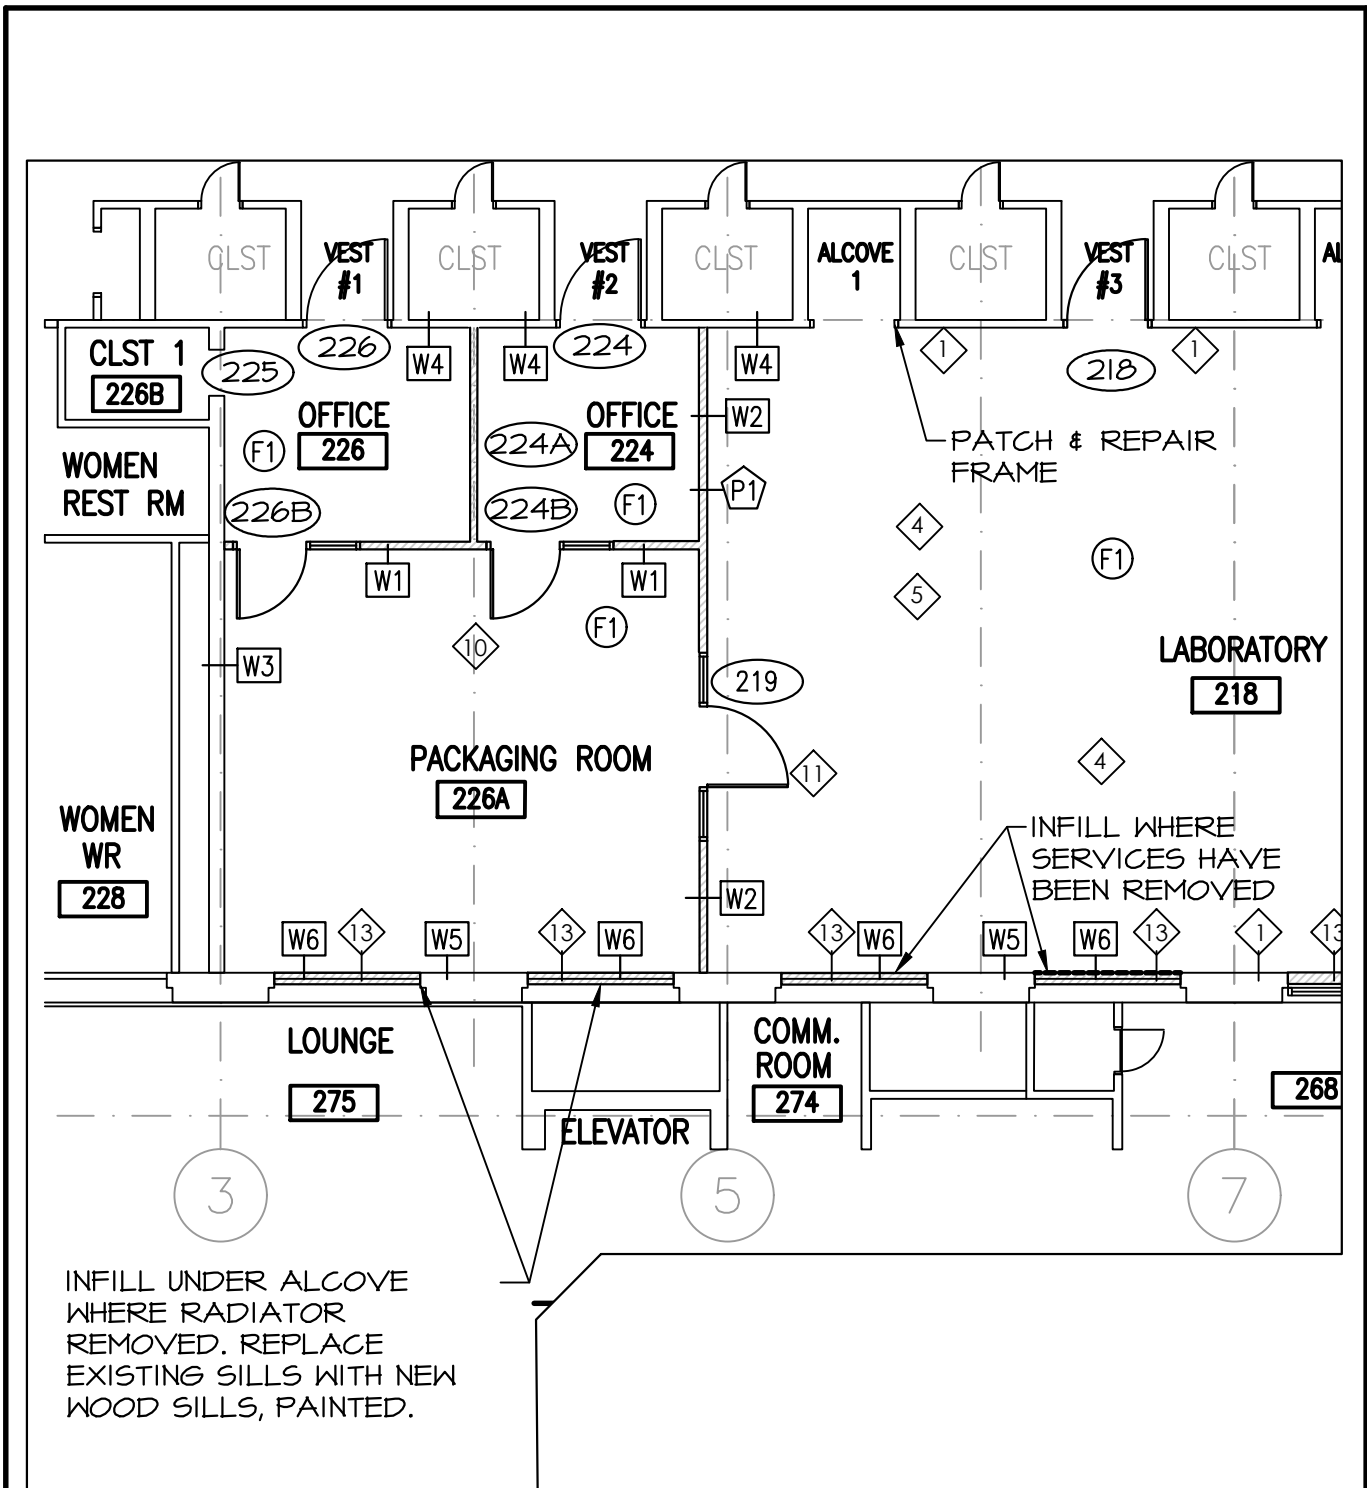 CLST
VEST
#1
CLST
VEST
#2
CLST
ALCOVE
1
CLST
VEST
#3
CLST
AL
CLST 1
226B
225
226
W4
W4
224
W4
1
218
1
OFFICE
226
OFFICE
224
224A
W2
PATCH & REPAIR
FRAME
WOMEN
REST RM
F1
226B
224B
F1
P1
4
F1
W1
W1
5
F1
10
W3
219
LABORATORY
218
PACKAGING ROOM
226A
11
4
WOMEN
WR
228
INFILL WHERE
SERVICES HAVE
BEEN REMOVED
W2
W6
13
W5
13
W6
13
W6
W5
W6
13
1
13
LOUNGE
275
COMM.
ROOM
274
268
ELEVATOR
3
5
7
INFILL UNDER ALCOVE
WHERE RADIATOR
REMOVED. REPLACE
EXISTING SILLS WITH NEW
WOOD SILLS, PAINTED.